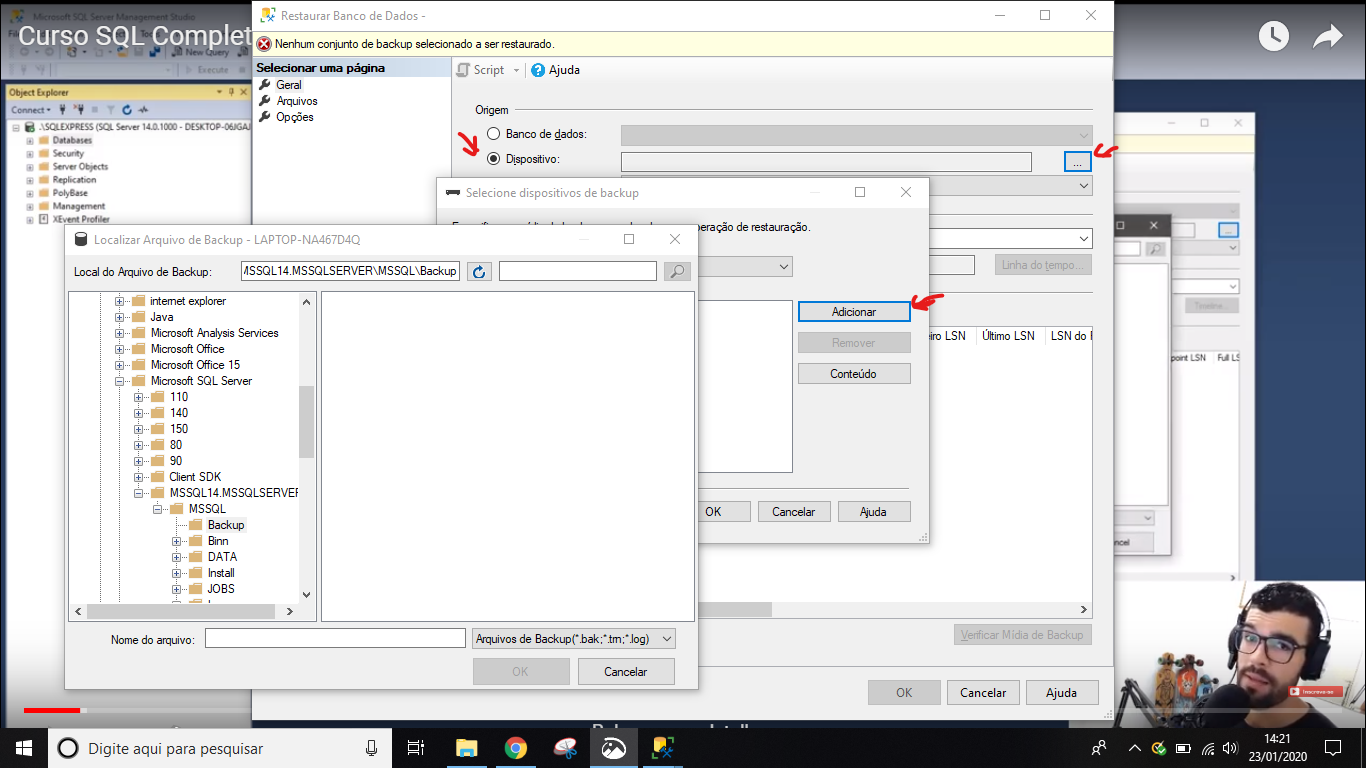 Microsoft SQL Server Management Studio
Curso SQL Complet
New Query
Execute
Object Explorer
Connect
.\SQLEXPRESS (SQL Server 14.0.1000 - DESKTOP-06JGAJ
Databases
Security
Server Objects
Replication
PolyBase
Management
XEvent Profiler
Restaurar Banco de Dados -
Nenhum conjunto de backup selecionado a ser restaurado.
Selecionar uma página
Geral
Arquivos
Opções
Script
Ajuda
Origem
Banco de dados:
Dispositivo:
...
Linha do tempo...
eiro LSN
Último LSN
LSN do
Verificar Mídia de Backup
OK
Cancelar
Ajuda
Selecione dispositivos de backup
peração de restauração.
Adicionar
Remover
Conteúdo
OK
Cancelar
Ajuda
Localizar Arquivo de Backup - LAPTOP-NA467D4Q
Local do Arquivo de Backup:
MSSQL14.MSSQLSERVER\MSSQL\Backup
internet explorer
Java
Microsoft Analysis Services
Microsoft Office
Microsoft Office 15
Microsoft SQL Server
110
140
150
80
90
Client SDK
MSSQL14.MSSQLSERVER
MSSQL
Backup
Binn
DATA
Install
JOBS
Nome do arquivo:
Arquivos de Backup(*.bak;*.trn;*.log)
OK
Cancelar
...
Timeline...
point LSN
Full LS
ncel
Inscreva-se
Digite aqui para pesquisar
14:21
23/01/2020